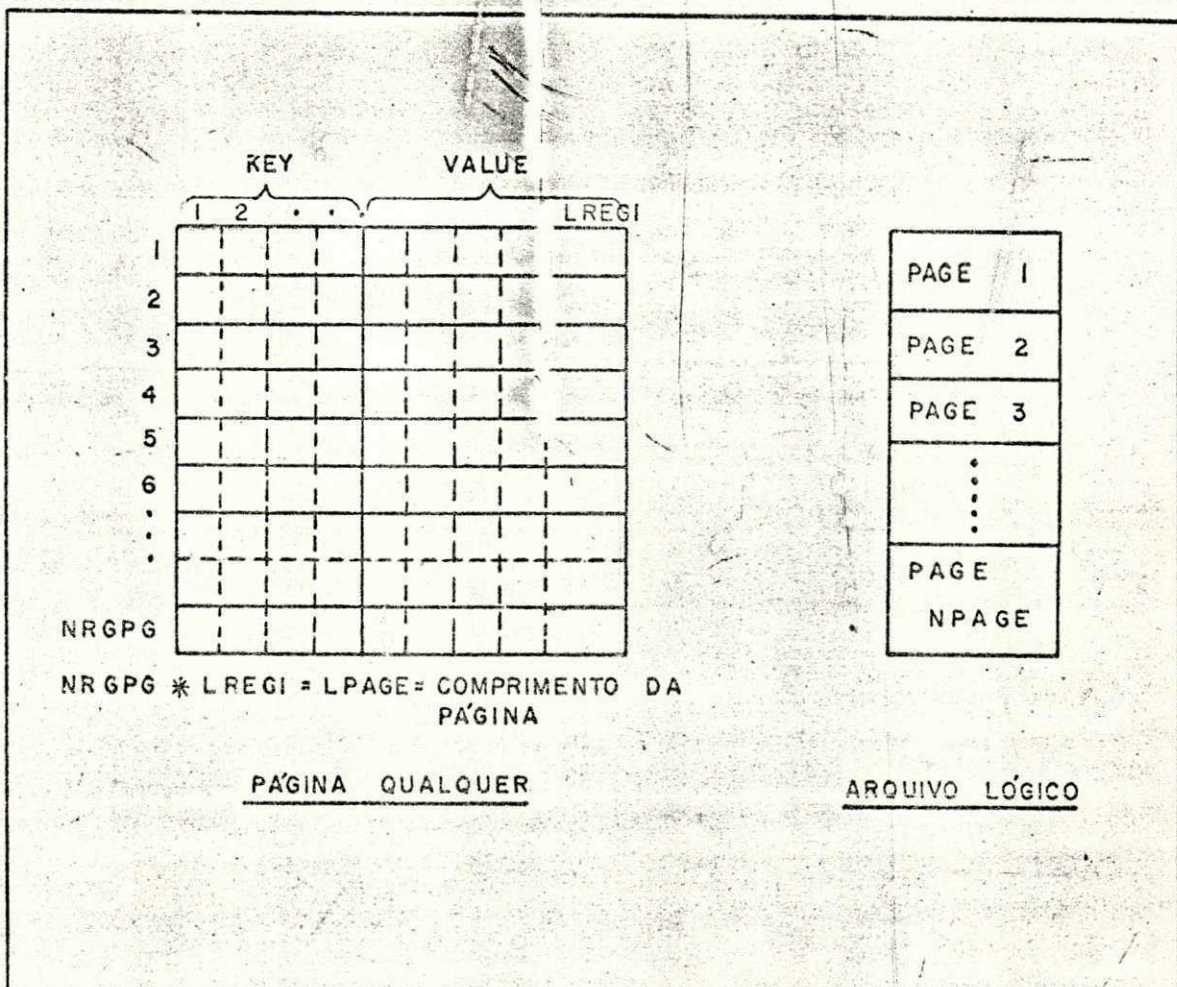 KEY VALUE
1 2 . . . LREGI
1
2
3
4
5
6
.
.
NRGPG
NRGPG * LREGI = LPAGE = COMPRIMENTO DA
PÁGINA
PÁGINA QUALQUER
PAGE 1
PAGE 2
PAGE 3
PAGE
NPAGE
ARQUIVO LÓGICO